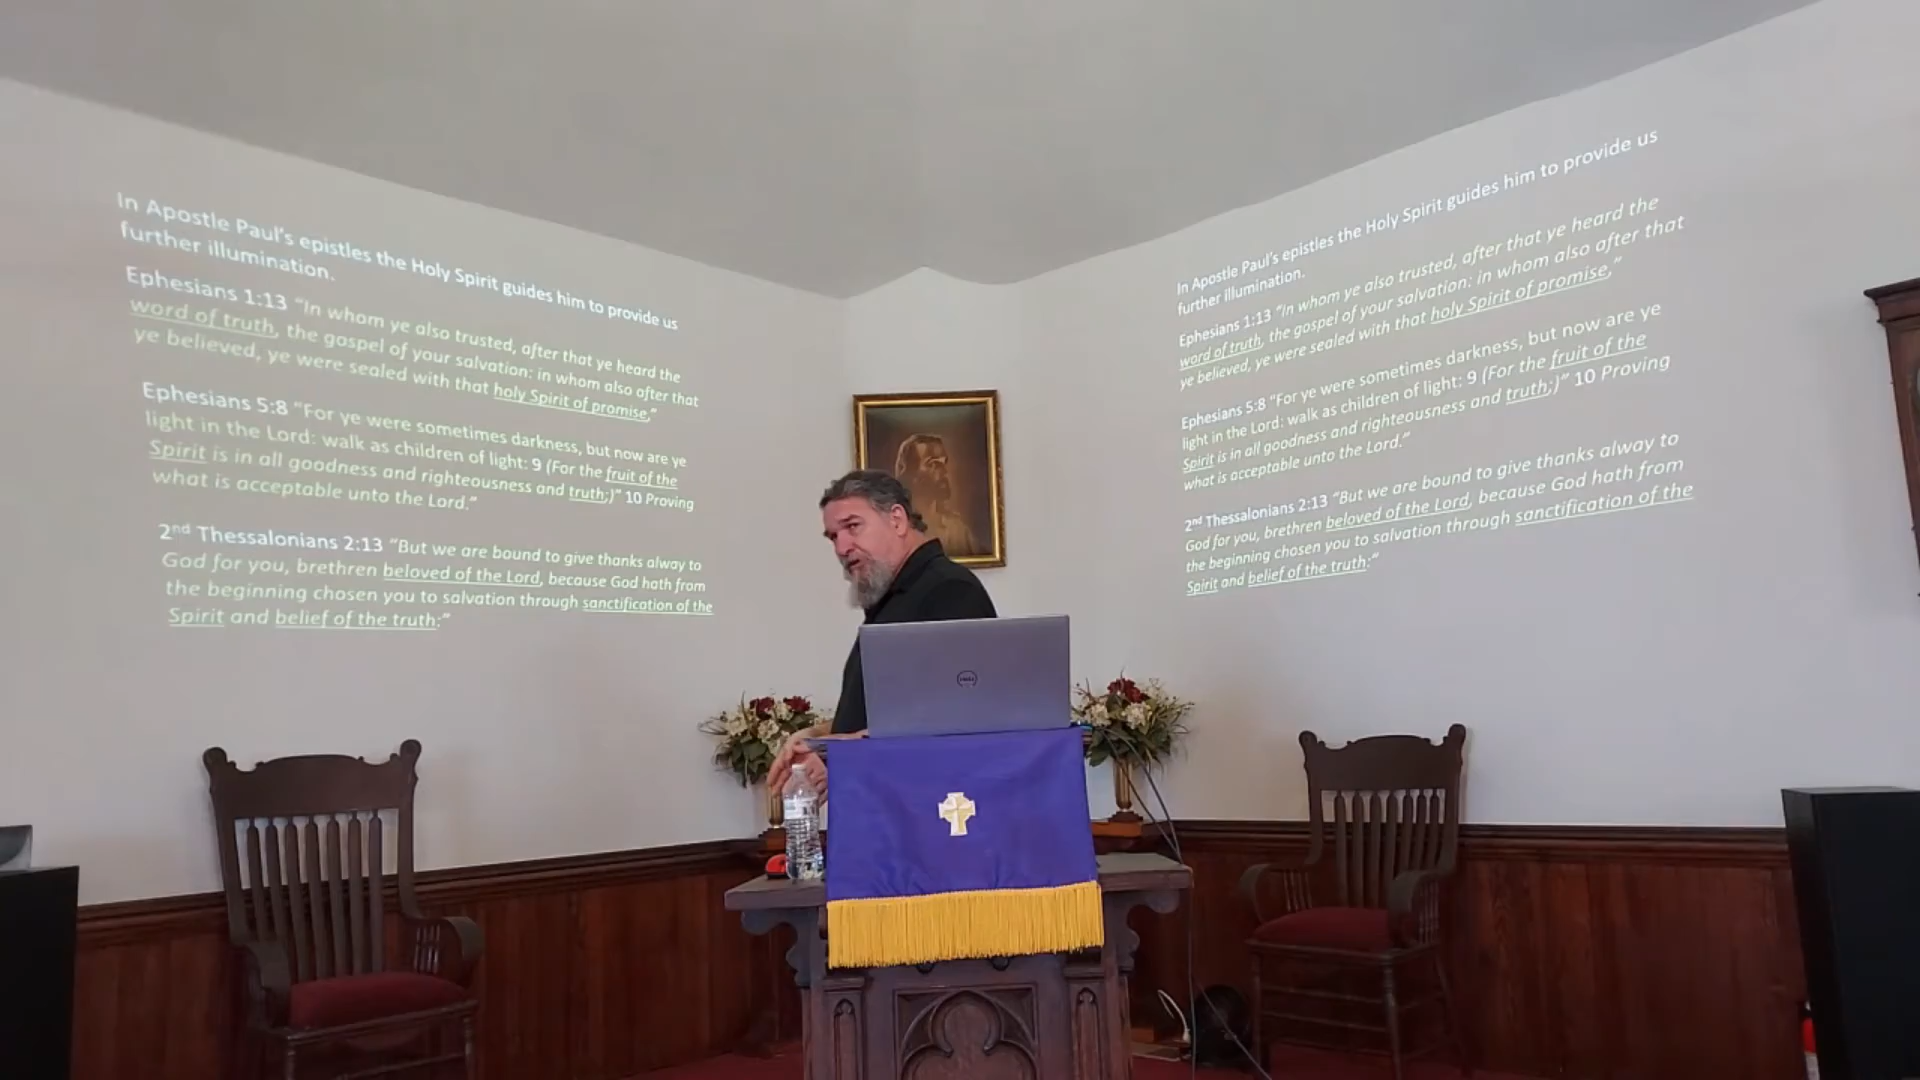 In Apostle Paul's epistles the Holy Spirit guides him to provide us
further illumination.
Ephesians 1:13 "In whom ye also trusted, after that ye heard the
word of truth, the gospel of your salvation: in whom also after that
ye believed, ye were sealed with that holy Spirit of promise,"
Ephesians 5:8 "For ye were sometimes darkness, but now are ye
light in the Lord: walk as children of light: 9 (For the fruit of the
Spirit is in all goodness and righteousness and truth;)" 10 Proving
what is acceptable unto the Lord."
2nd Thessalonians 2:13 "But we are bound to give thanks alway to
God for you, brethren beloved of the Lord, because God hath from
the beginning chosen you to salvation through sanctification of the
Spirit and belief of the truth:"
In Apostle Paul's epistles the Holy Spirit guides him to provide us
further illumination.
Ephesians 1:13 "In whom ye also trusted, after that ye heard the
word of truth, the gospel of your salvation: in whom also after that
ye believed, ye were sealed with that holy Spirit of promise,"
Ephesians 5:8 "For ye were sometimes darkness, but now are ye
light in the Lord: walk as children of light: 9 (For the fruit of the
Spirit is in all goodness and righteousness and truth;)" 10 Proving
what is acceptable unto the Lord."
2nd Thessalonians 2:13 "But we are bound to give thanks alway to
God for you, brethren beloved of the Lord, because God hath from
the beginning chosen you to salvation through sanctification of the
Spirit and belief of the truth:"
DELL